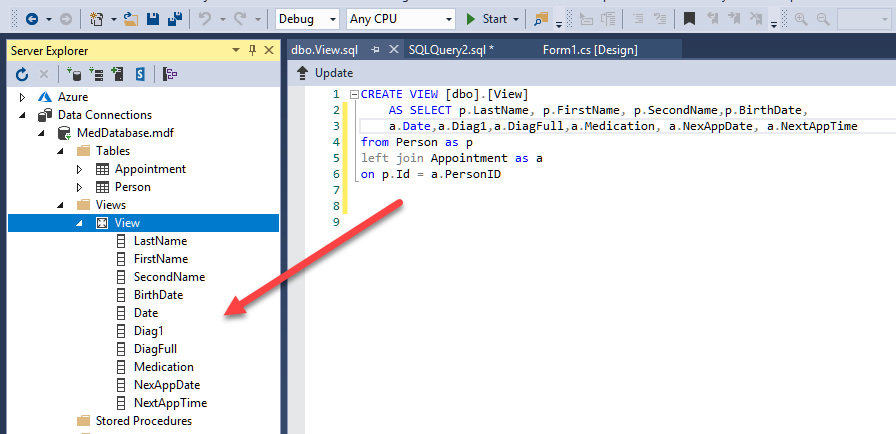 Debug
Any CPU
Start
Server Explorer
Azure
Data Connections
MedDatabase.mdf
Tables
Appointment
Person
Views
View
LastName
FirstName
SecondName
BirthDate
Date
Diag1
DiagFull
Medication
NexAppDate
NextAppTime
Stored Procedures
dbo.View.sql
SQLQuery2.sql *
Form1.cs [Design]
Update
1 CREATE VIEW [dbo].[View]
2 AS SELECT p.LastName, p.FirstName, p.SecondName,p.BirthDate,
3 a.Date,a.Diag1,a.DiagFull,a.Medication, a.NexAppDate, a.NextAppTime
4 from Person as p
5 left join Appointment as a
6 on p.Id = a.PersonID
7
8
9